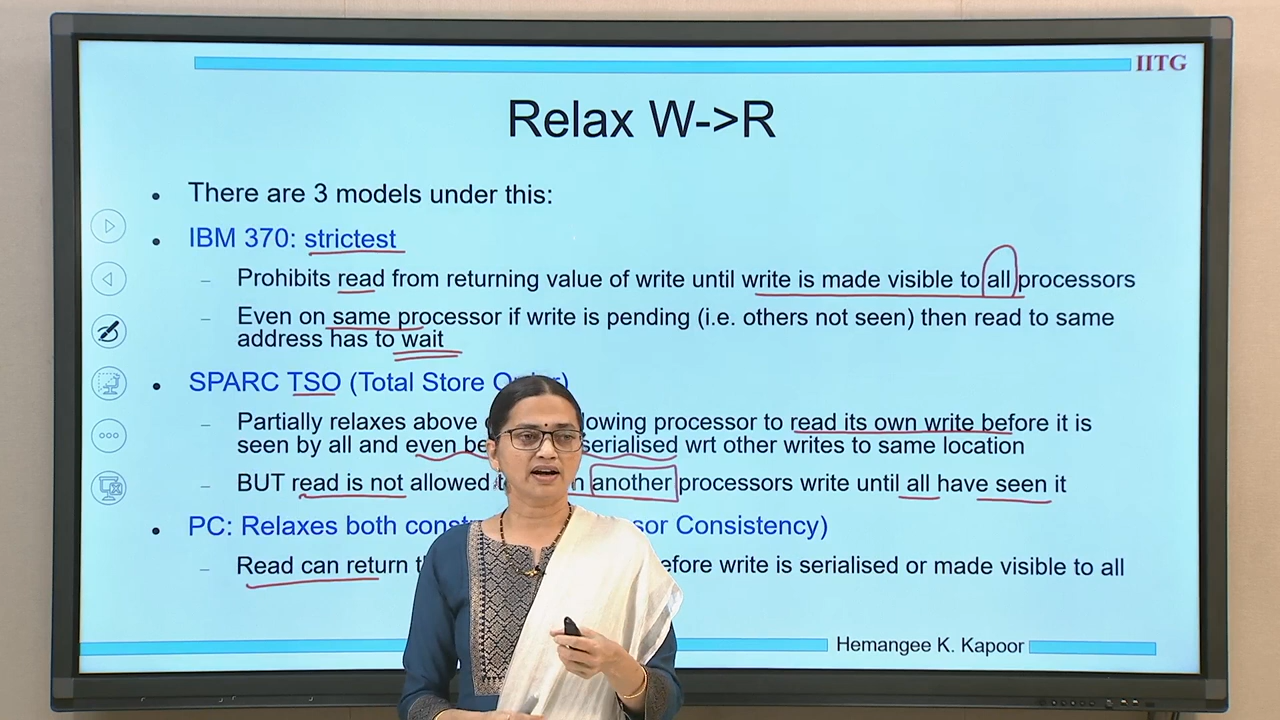 IITG
Relax W->R
• There are 3 models under this:
• IBM 370: strictest
– Prohibits read from returning value of write until write is made visible to all processors
– Even on same processor if write is pending (i.e. others not seen) then read to same
address has to wait
• SPARC TSO (Total Store Order)
– Partially relaxes above processor to read its own write before it is
seen by all and even serialised wrt other writes to same location
– BUT read is not allowed another processors write until all have seen it
• PC: Relaxes both Consistency)
– Read can return before write is serialised or made visible to all
Hemangee K. Kapoor